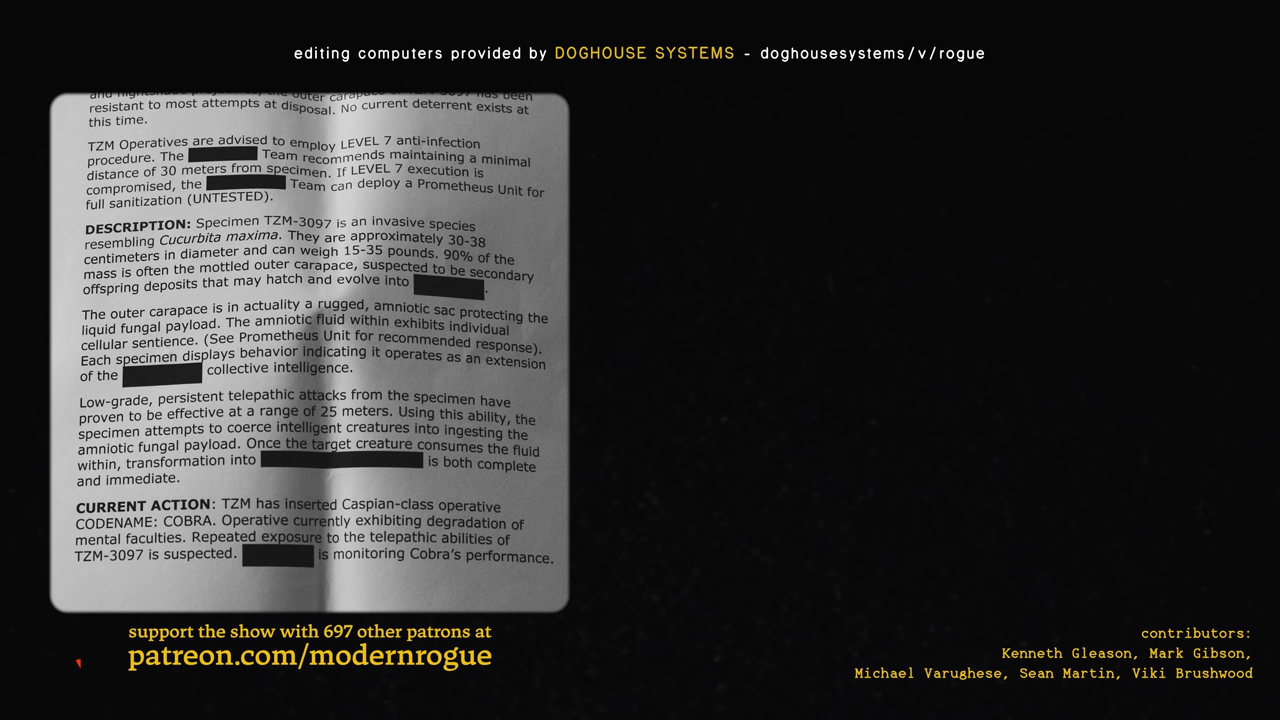 editing computers provided by DOGHOUSE SYSTEMS - doghousesystems/v/rogue
and nightshade properties, the outer carapace of TZM-3097 has been
resistant to most attempts at disposal. No current deterrent exists at
this time.
TZM Operatives are advised to employ LEVEL 7 anti-infection
procedure. The Team recommends maintaining a minimal
distance of 30 meters from specimen. If LEVEL 7 execution is
compromised, the Team can deploy a Prometheus Unit for
full sanitization (UNTESTED).
DESCRIPTION: Specimen TZM-3097 is an invasive species
resembling Cucurbita maxima. They are approximately 30-38
centimeters in diameter and can weigh 15-35 pounds. 90% of the
mass is often the mottled outer carapace, suspected to be secondary
offspring deposits that may hatch and evolve into .
The outer carapace is in actuality a rugged, amniotic sac protecting the
liquid fungal payload. The amniotic fluid within exhibits individual
cellular sentience. (See Prometheus Unit for recommended response).
Each specimen displays behavior indicating it operates as an extension
of the collective intelligence.
Low-grade, persistent telepathic attacks from the specimen have
proven to be effective at a range of 25 meters. Using this ability, the
specimen attempts to coerce intelligent creatures into ingesting the
amniotic fungal payload. Once the target creature consumes the fluid
within, transformation into is both complete
and immediate.
CURRENT ACTION: TZM has inserted Caspian-class operative
CODENAME: COBRA. Operative currently exhibiting degradation of
mental faculties. Repeated exposure to the telepathic abilities of
TZM-3097 is suspected. is monitoring Cobra's performance.
support the show with 697 other patrons at
patreon.com/modernrogue
contributors:
Kenneth Gleason, Mark Gibson,
Michael Varughese, Sean Martin, Viki Brushwood